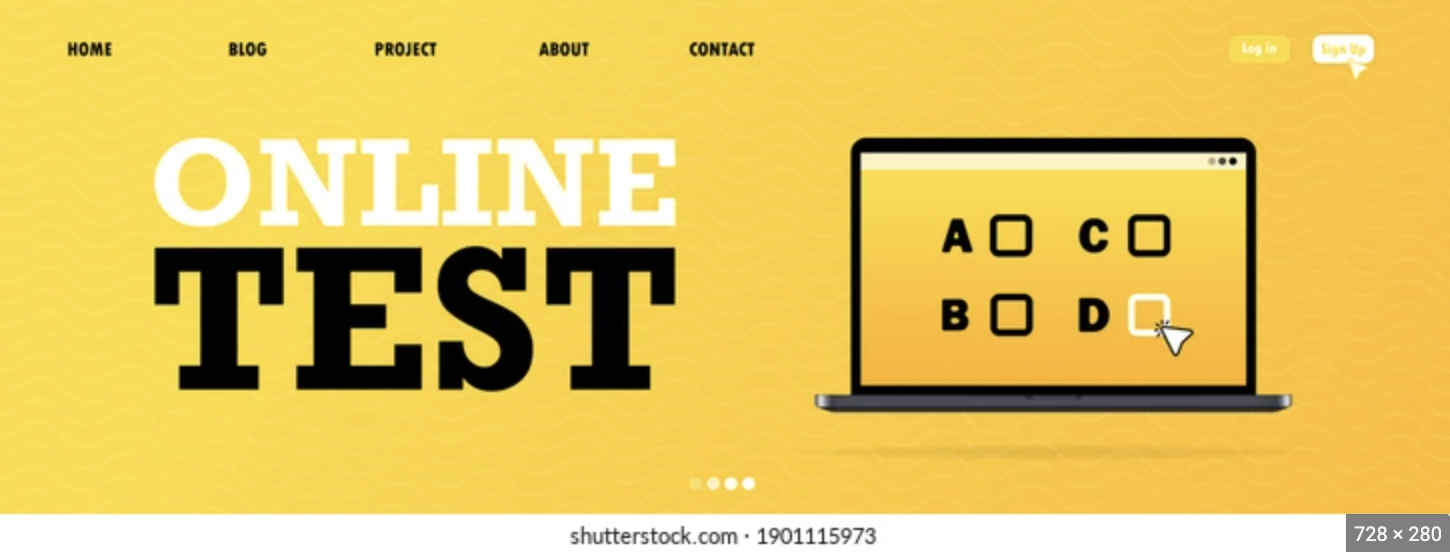 HOME BLOG PROJECT ABOUT CONTACT Log in Sign Up
ONLINE
TEST
A C
B D
shutterstock.com · 1901115973
728 × 280